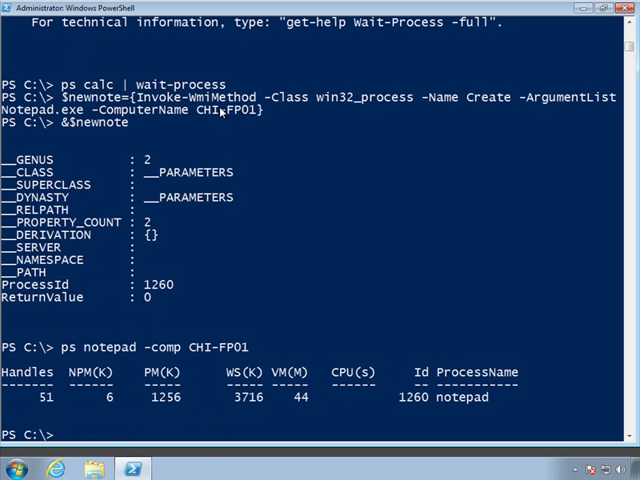 Administrator: Windows PowerShell
For technical information, type: "get-help Wait-Process -full".
PS C:\> ps calc | wait-process
PS C:\> $newnote={Invoke-WmiMethod -Class win32_process -Name Create -ArgumentList
Notepad.exe -ComputerName CHI-FP01}
PS C:\> &$newnote
__GENUS : 2
__CLASS : __PARAMETERS
__SUPERCLASS :
__DYNASTY : __PARAMETERS
__RELPATH :
__PROPERTY_COUNT : 2
__DERIVATION : {}
__SERVER :
__NAMESPACE :
__PATH :
ProcessId : 1260
ReturnValue : 0
PS C:\> ps notepad -comp CHI-FP01
Handles NPM(K) PM(K) WS(K) VM(M) CPU(s) Id ProcessName
------- ------ ----- ----- ----- ------ -- -----------
51 6 1256 3716 44 1260 notepad
PS C:\>